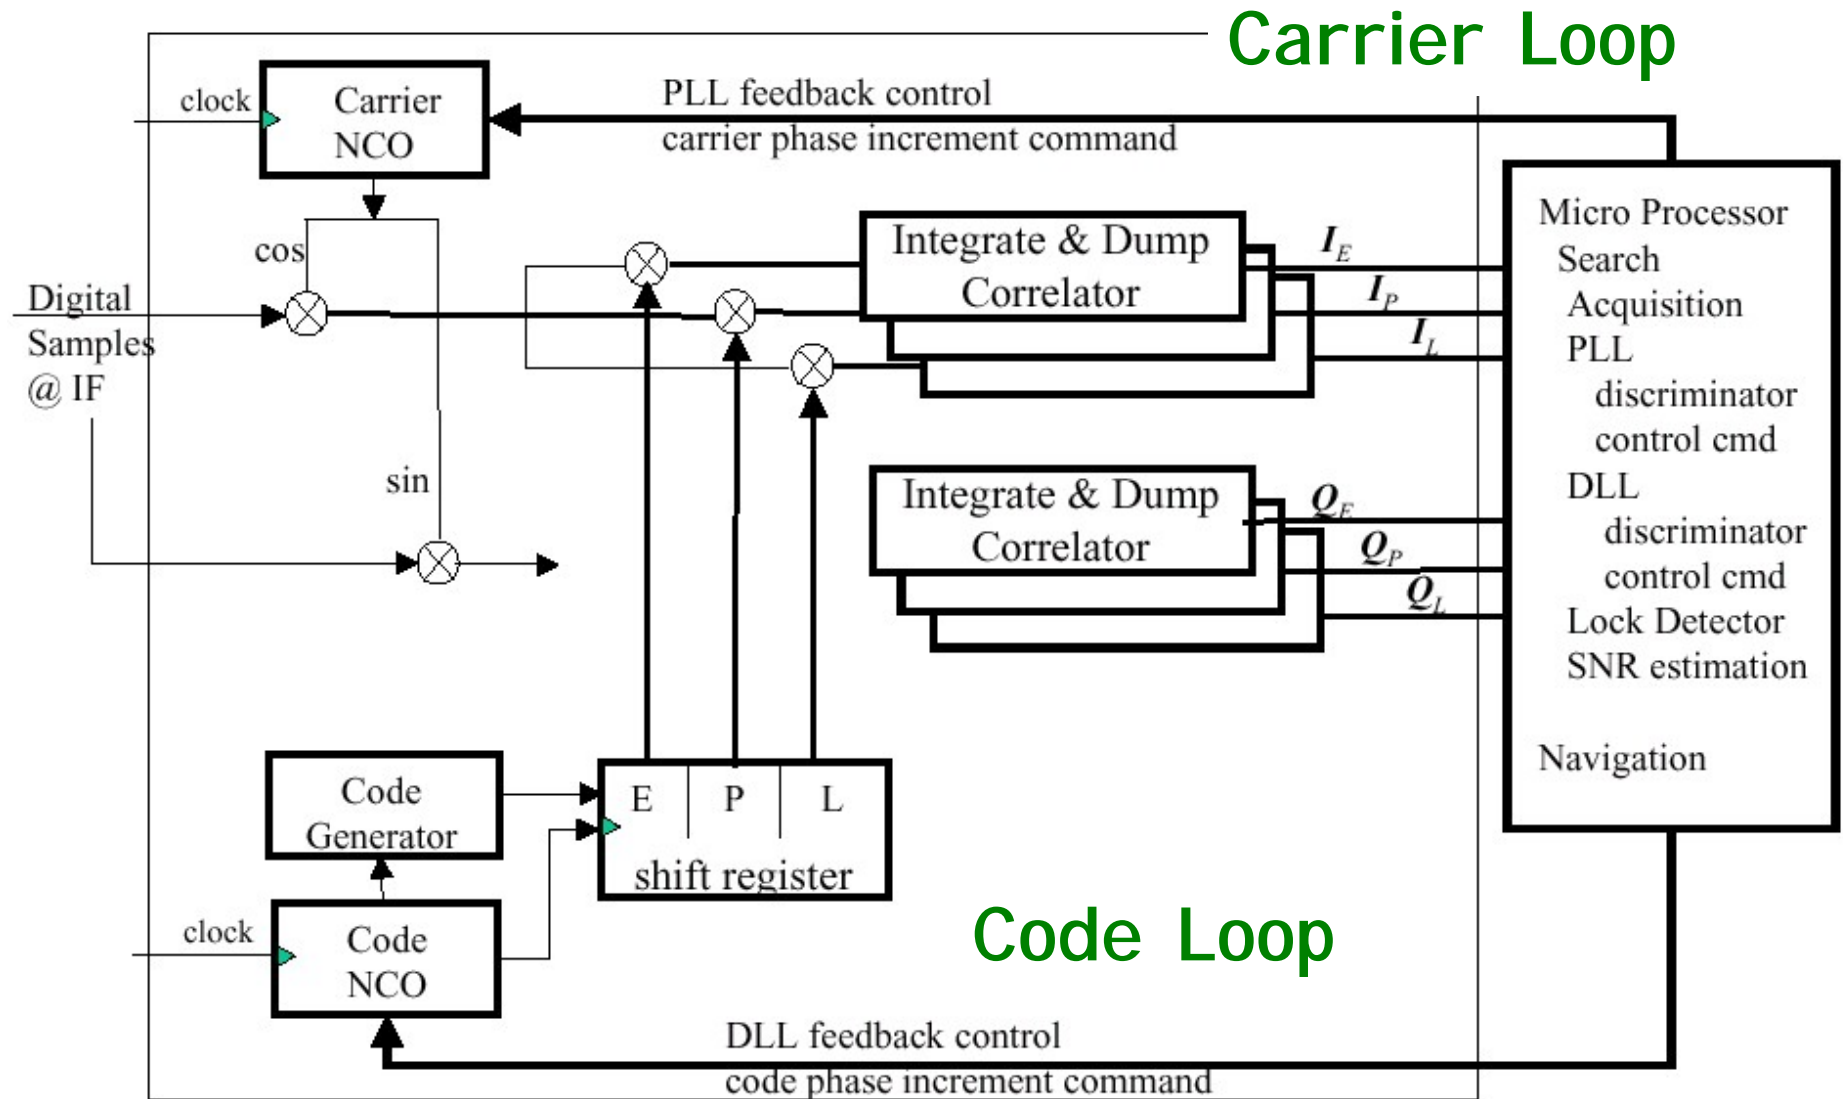 Carrier Loop
clock
Carrier
NCO
PLL feedback control
carrier phase increment command
cos
sin
Digital
Samples
@ IF
Integrate & Dump
Correlator
I_E
I_P
I_L
Integrate & Dump
Correlator
Q_E
Q_P
Q_L
Micro Processor
Search
Acquisition
PLL
discriminator
control cmd
DLL
discriminator
control cmd
Lock Detector
SNR estimation
Navigation
Code
Generator
E P L
shift register
clock
Code
NCO
Code Loop
DLL feedback control
code phase increment command